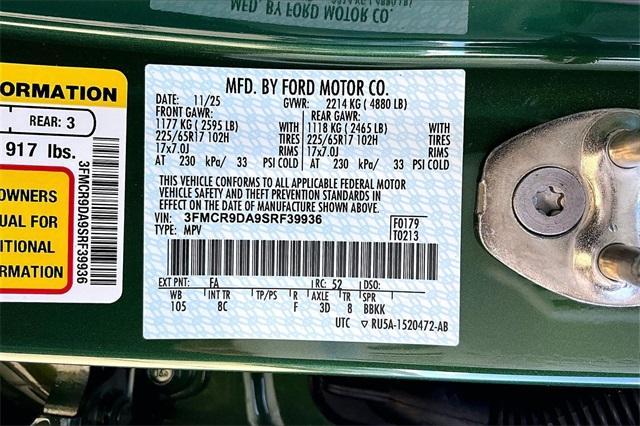 MFD. BY FORD MOTOR CO.
MFD. BY FORD MOTOR CO.
DATE: 11/25 GVWR: 2214 KG ( 4880 LB)
FRONT GAWR: REAR GAWR:
1177 KG ( 2595 LB) WITH 1118 KG ( 2465 LB) WITH
225/65R17 102H TIRES 225/65R17 102H TIRES
17x7.0J RIMS 17x7.0J RIMS
AT 230 kPa/ 33 PSI COLD AT 230 kPa/ 33 PSI COLD
THIS VEHICLE CONFORMS TO ALL APPLICABLE FEDERAL MOTOR
VEHICLE SAFETY AND THEFT PREVENTION STANDARDS IN
EFFECT ON THE DATE OF MANUFACTURE SHOWN ABOVE.
VIN: 3FMCR9DA9SRF39936 F0179
TYPE: MPV T0213
EXT PNT: FA RC: 52 DSO:
WB INT TR TP/PS R AXLE TR SPR
105 8C F 3D 8 BBKK
UTC ▽ RU5A-1520472-AB
FORMATION
REAR: 3
917 lbs.
OWNERS
UAL FOR
ITIONAL
RMATION
3FMCR9DA9SRF39936